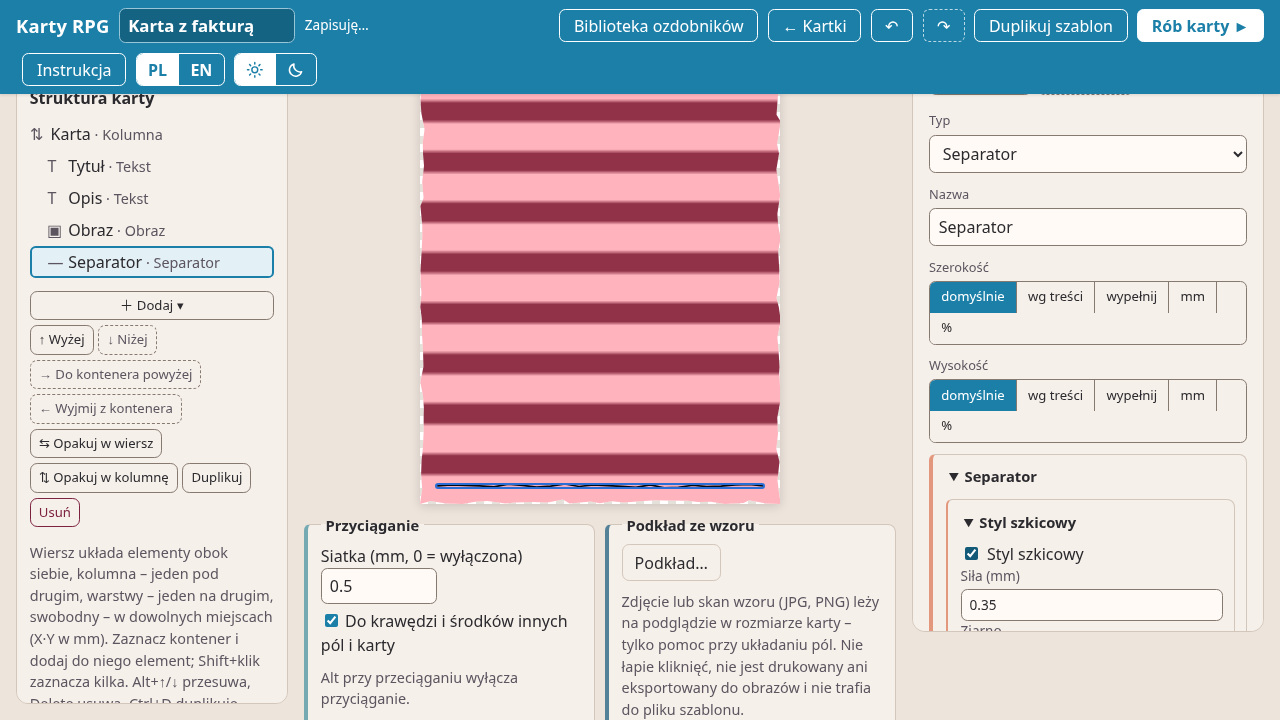 Karty RPG
Karta z fakturą
Zapisuję...
Biblioteka ozdobników
← Kartki
↶
↷
Duplikuj szablon
Rób karty ►
Instrukcja
PL
EN
Struktura karty
⇅ Karta · Kolumna
T Tytuł · Tekst
T Opis · Tekst
▣ Obraz · Obraz
— Separator · Separator
＋ Dodaj ▾
↑ Wyżej
↓ Niżej
→ Do kontenera powyżej
← Wyjmij z kontenera
⇆ Opakuj w wiersz
⇅ Opakuj w kolumnę
Duplikuj
Usuń
Wiersz układa elementy obok
siebie, kolumna – jeden pod
drugim, warstwy – jeden na drugim,
swobodny – w dowolnych miejscach
(X·Y w mm). Zaznacz kontener i
dodaj do niego element; Shift+klik
zaznacza kilka. Alt+↑/↓ przesuwa,
Delete usuwa, Ctrl+D duplikuje
Przyciąganie
Siatka (mm, 0 = wyłączona)
0.5
Do krawędzi i środków innych
pól i karty
Alt przy przeciąganiu wyłącza
przyciąganie.
Podkład ze wzoru
Podkład...
Zdjęcie lub skan wzoru (JPG, PNG) leży
na podglądzie w rozmiarze karty –
tylko pomoc przy układaniu pól. Nie
łapie kliknięć, nie jest drukowany ani
eksportowany do obrazów i nie trafia
do pliku szablonu.
Typ
Separator
Nazwa
Separator
Szerokość
domyślnie
wg treści
wypełnij
mm
%
Wysokość
domyślnie
wg treści
wypełnij
mm
%
▼ Separator
▼ Styl szkicowy
Styl szkicowy
Siła (mm)
0.35
Ziarno